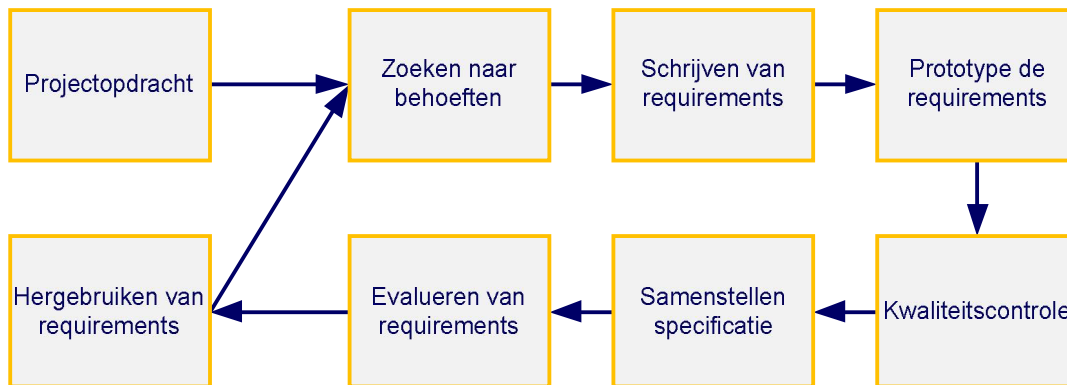 Projectopdracht
Zoeken naar
behoeften
Schrijven van
requirements
Prototype de
requirements
Hergebruiken van
requirements
Evalueren van
requirements
Samenstellen
specificatie
Kwaliteitscontrole